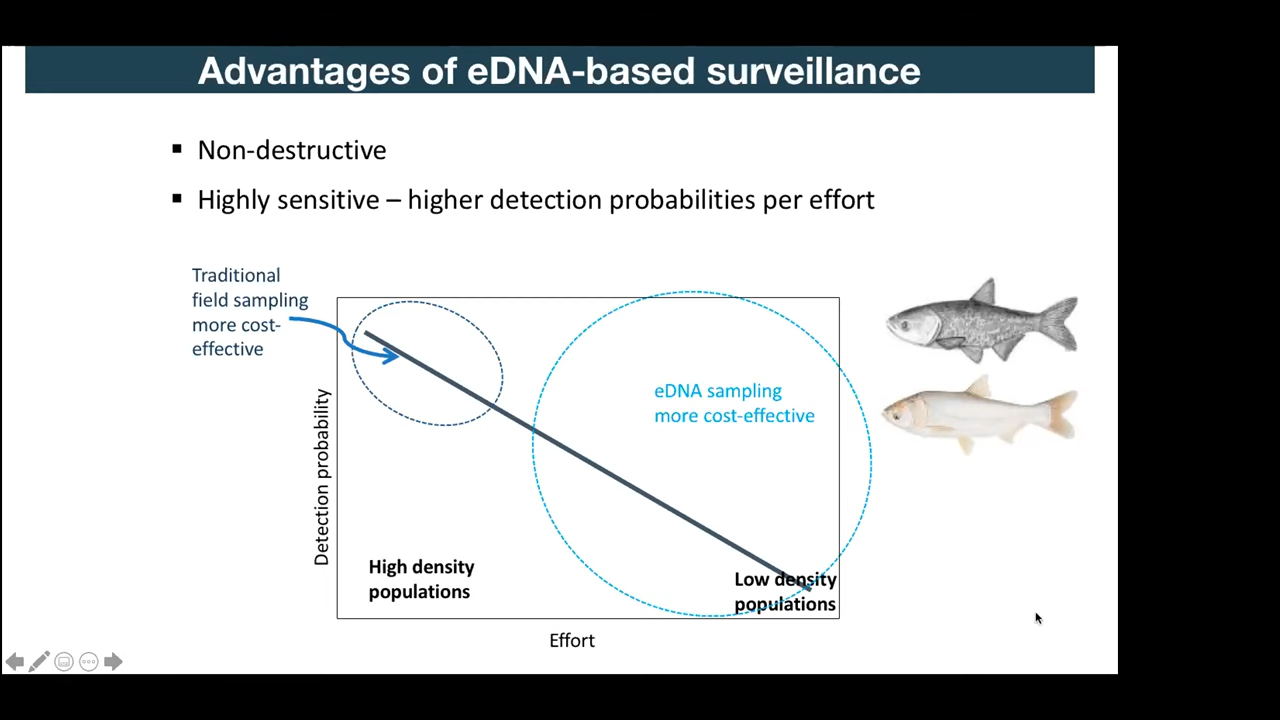 Advantages of eDNA-based surveillance
▪ Non-destructive
▪ Highly sensitive – higher detection probabilities per effort
Traditional
field sampling
more cost-
effective
eDNA sampling
more cost-effective
Detection probability
High density
populations
Low density
populations
Effort